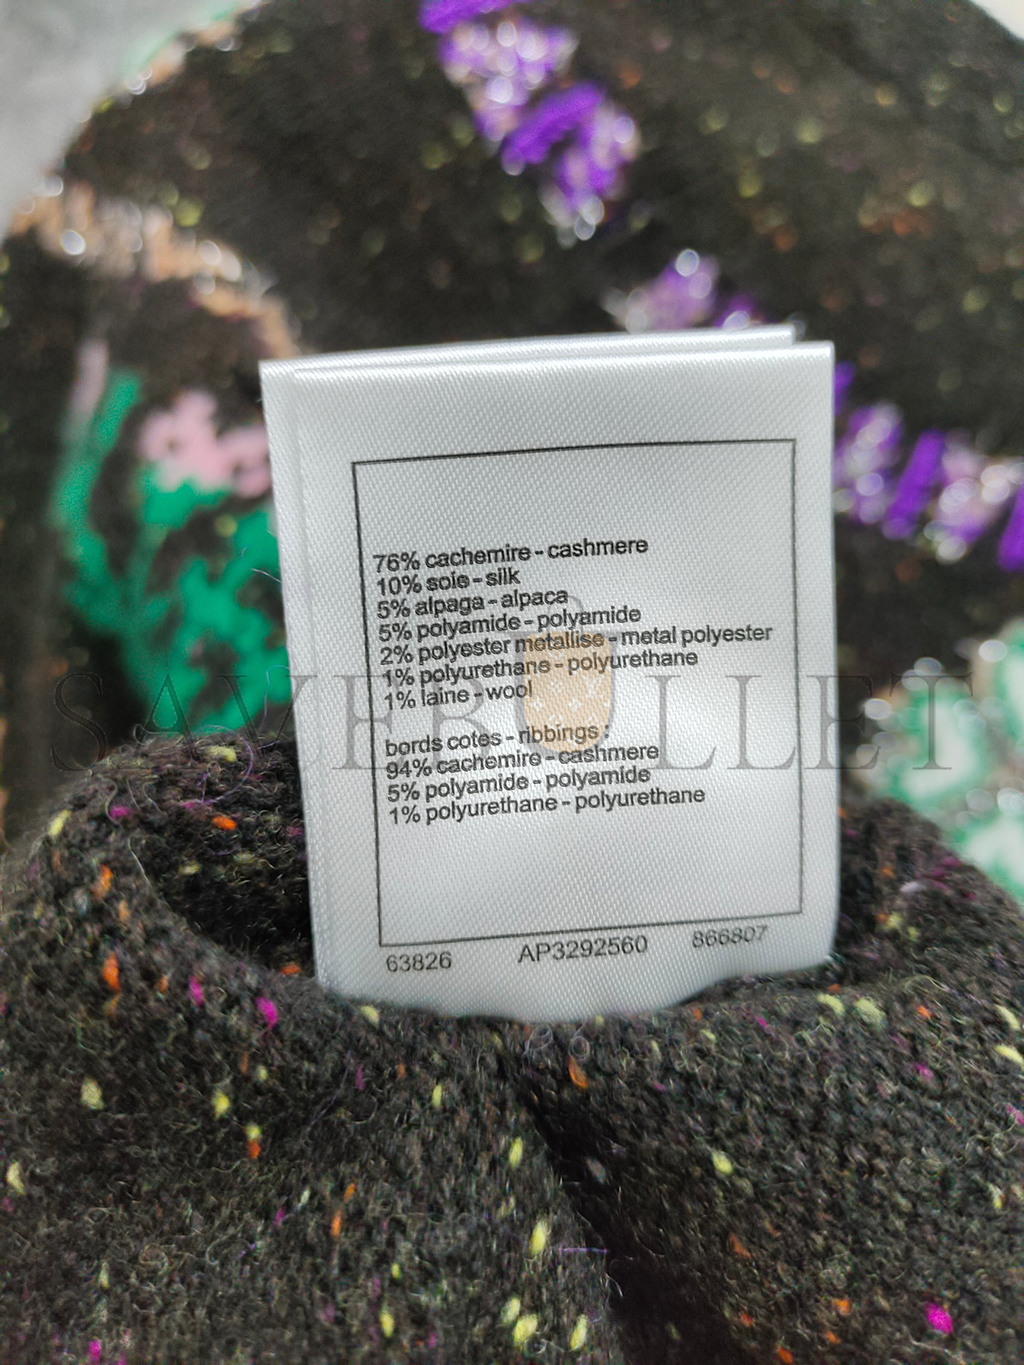 76% cachemire - cashmere
10% soie - silk
5% alpaga - alpaca
5% polyamide - polyamide
2% polyester metallise - metal polyester
1% polyurethane - polyurethane
1% laine - wool
bords cotes - ribbings :
94% cachemire - cashmere
5% polyamide - polyamide
1% polyurethane - polyurethane
63826 AP3292560 866807
SAVEBULLET